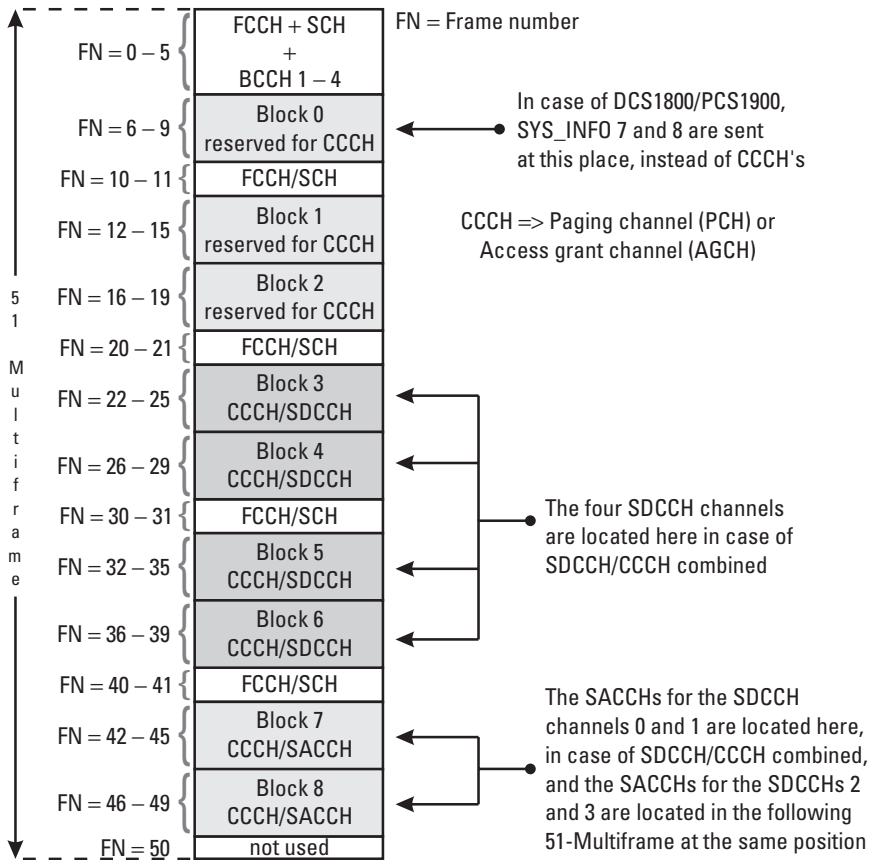 FCCH + SCH
+
BCCH 1 – 4
FN = 0 – 5
FN = Frame number
FN = 6 – 9
Block 0
reserved for CCCH
In case of DCS1800/PCS1900,
SYS_INFO 7 and 8 are sent
at this place, instead of CCCH's
FN = 10 – 11
FCCH/SCH
FN = 12 – 15
Block 1
reserved for CCCH
CCCH => Paging channel (PCH) or
Access grant channel (AGCH)
FN = 16 – 19
Block 2
reserved for CCCH
51 Multiframe
FN = 20 – 21
FCCH/SCH
FN = 22 – 25
Block 3
CCCH/SDCCH
FN = 26 – 29
Block 4
CCCH/SDCCH
FN = 30 – 31
FCCH/SCH
The four SDCCH channels
are located here in case of
SDCCH/CCCH combined
FN = 32 – 35
Block 5
CCCH/SDCCH
FN = 36 – 39
Block 6
CCCH/SDCCH
FN = 40 – 41
FCCH/SCH
FN = 42 – 45
Block 7
CCCH/SACCH
The SACCHs for the SDCCH
channels 0 and 1 are located here,
in case of SDCCH/CCCH combined,
and the SACCHs for the SDCCHs 2
and 3 are located in the following
51-Multiframe at the same position
FN = 46 – 49
Block 8
CCCH/SACCH
FN = 50
not used